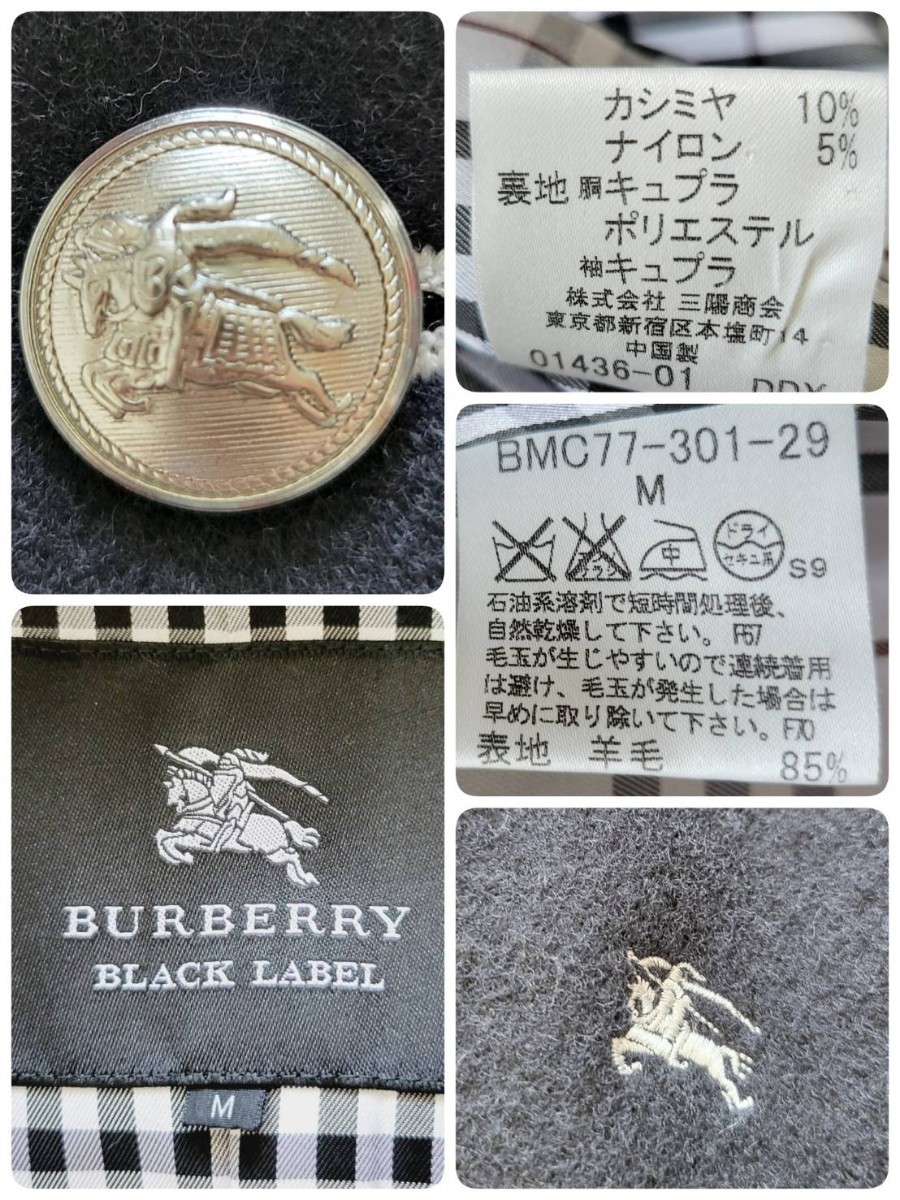 カシミヤ 10%
ナイロン 5%
裏地 胴キュプラ
ポリエステル
袖キュプラ
株式会社 三陽商会
東京都新宿区本塩町14
中国製
01436-01
BMC77-301-29
M
中
ドライ
セキユ系
S9
石油系溶剤で短時間処理後、
自然乾燥して下さい。 F67
毛玉が生じやすいので連続着用
は避け、毛玉が発生した場合は
早めに取り除いて下さい。F70
表地 羊毛 85%
BURBERRY
BLACK LABEL
M